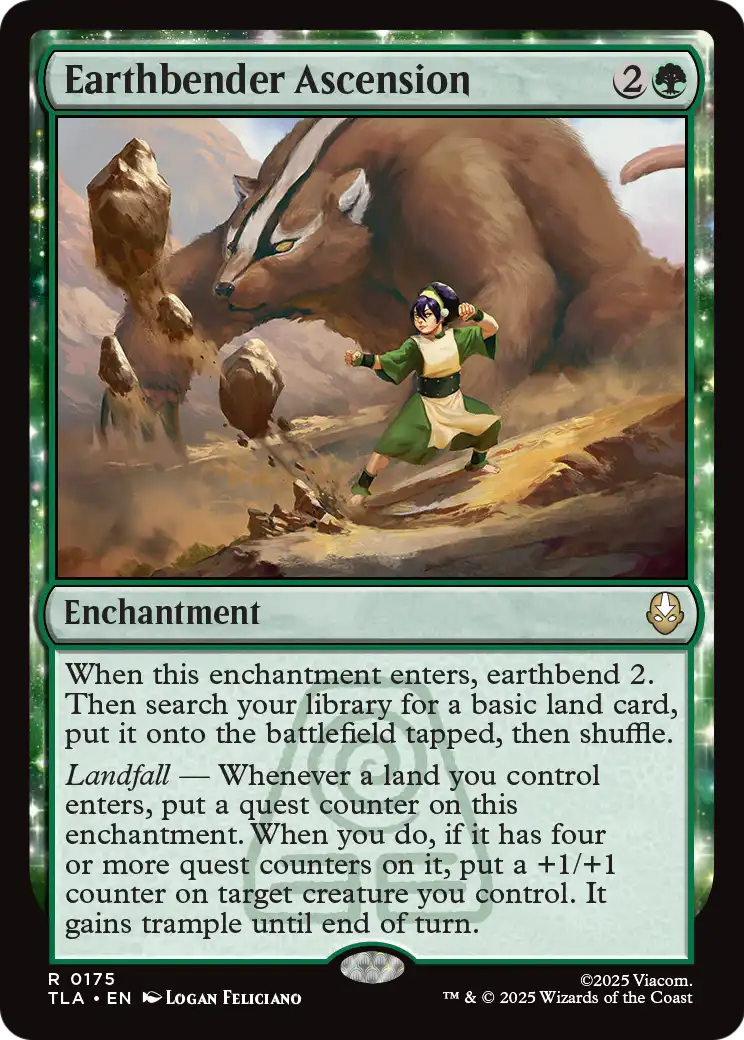 Earthbender Ascension 2
Enchantment
When this enchantment enters, earthbend 2.
Then search your library for a basic land card,
put it onto the battlefield tapped, then shuffle.
Landfall — Whenever a land you control
enters, put a quest counter on this
enchantment. When you do, if it has four
or more quest counters on it, put a +1/+1
counter on target creature you control. It
gains trample until end of turn.
R 0175
TLA • EN Logan Feliciano
©2025 Viacom.
™ & © 2025 Wizards of the Coast